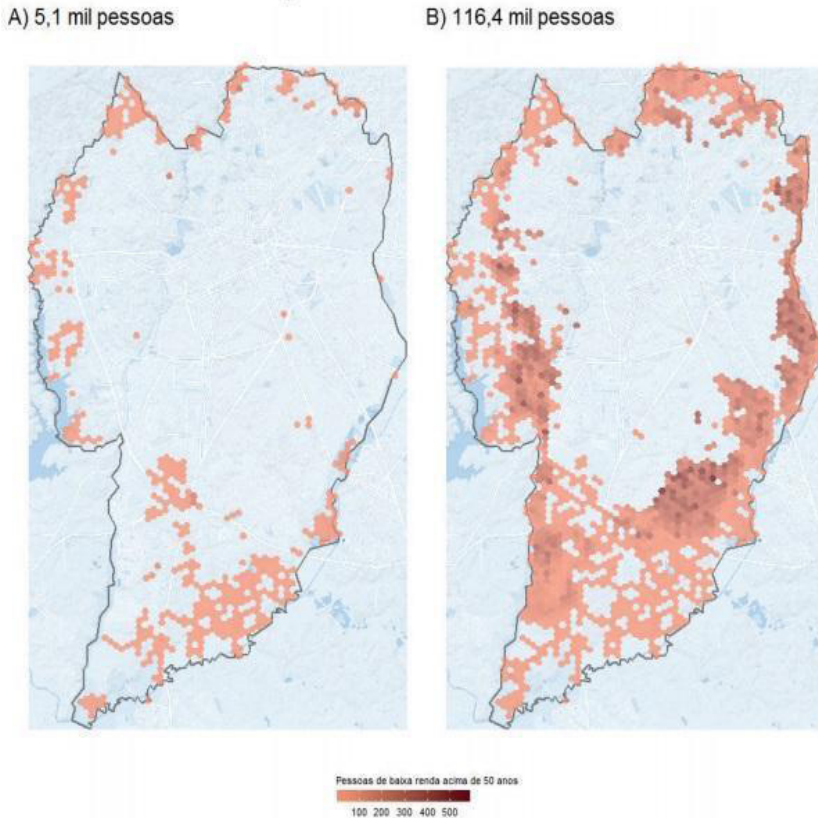 A) 5,1 mil pessoas
B) 116,4 mil pessoas
Pessoas de baixa renda acima de 50 anos
100 200 300 400 500